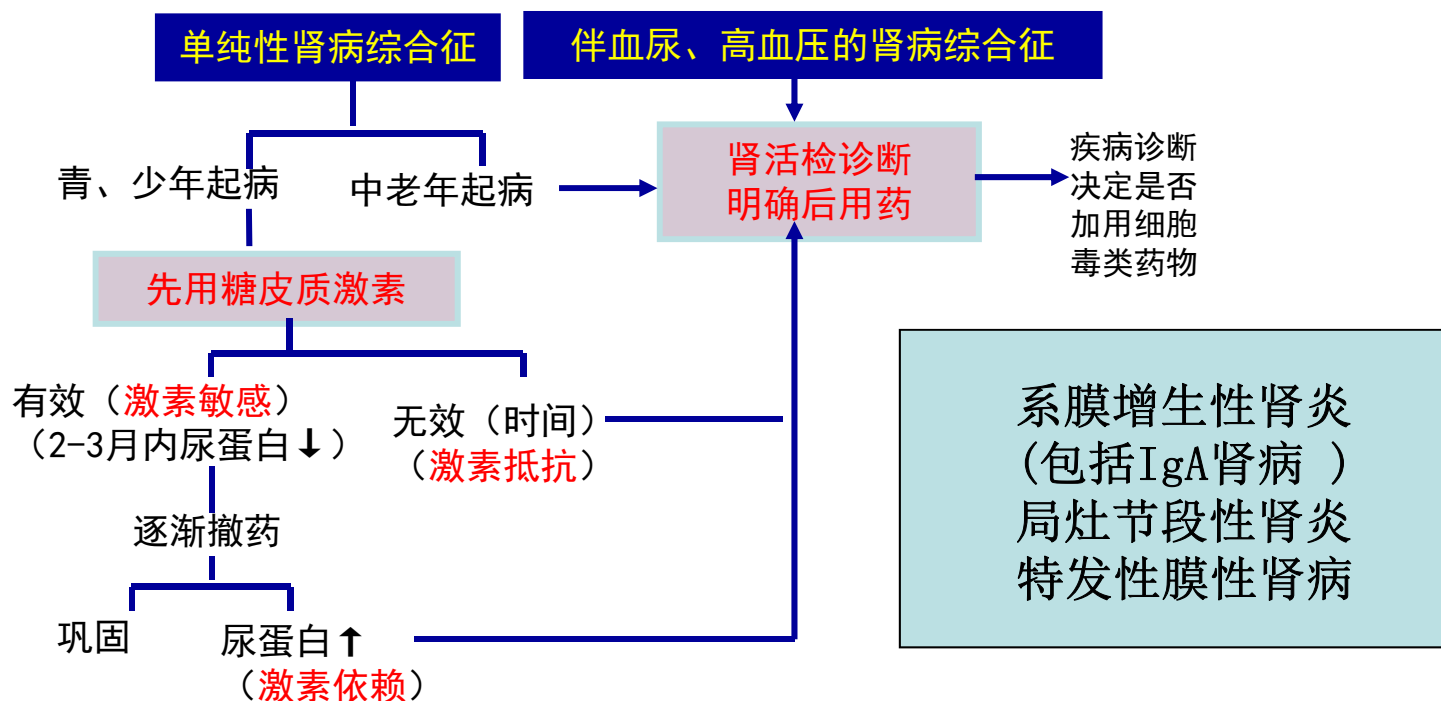 单纯性肾病综合征
伴血尿、高血压的肾病综合征
青、少年起病
中老年起病
肾活检诊断
明确后用药
疾病诊断
决定是否
加用细胞
毒类药物
先用糖皮质激素
有效（激素敏感）
（2-3月内尿蛋白↓）
无效（时间）
（激素抵抗）
逐渐撤药
巩固
尿蛋白↑
（激素依赖）
系膜增生性肾炎
(包括IgA肾病 )
局灶节段性肾炎
特发性膜性肾病